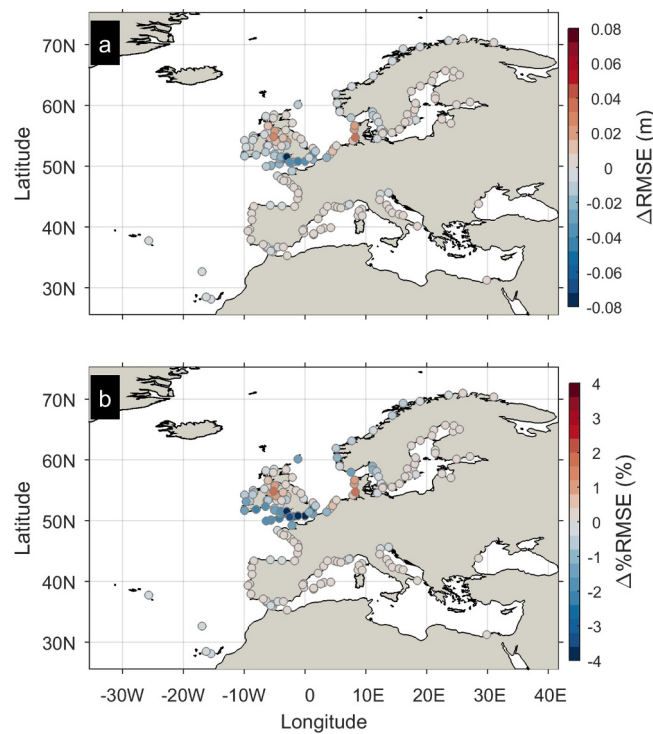 a
70N
60N
50N
40N
30N
Latitude
0.08
0.06
0.04
0.02
0
-0.02
-0.04
-0.06
-0.08
ΔRMSE (m)
b
70N
60N
50N
40N
30N
Latitude
4
3
2
1
0
-1
-2
-3
-4
Δ%RMSE (%)
-30W -20W -10W 0 10E 20E 30E 40E
Longitude